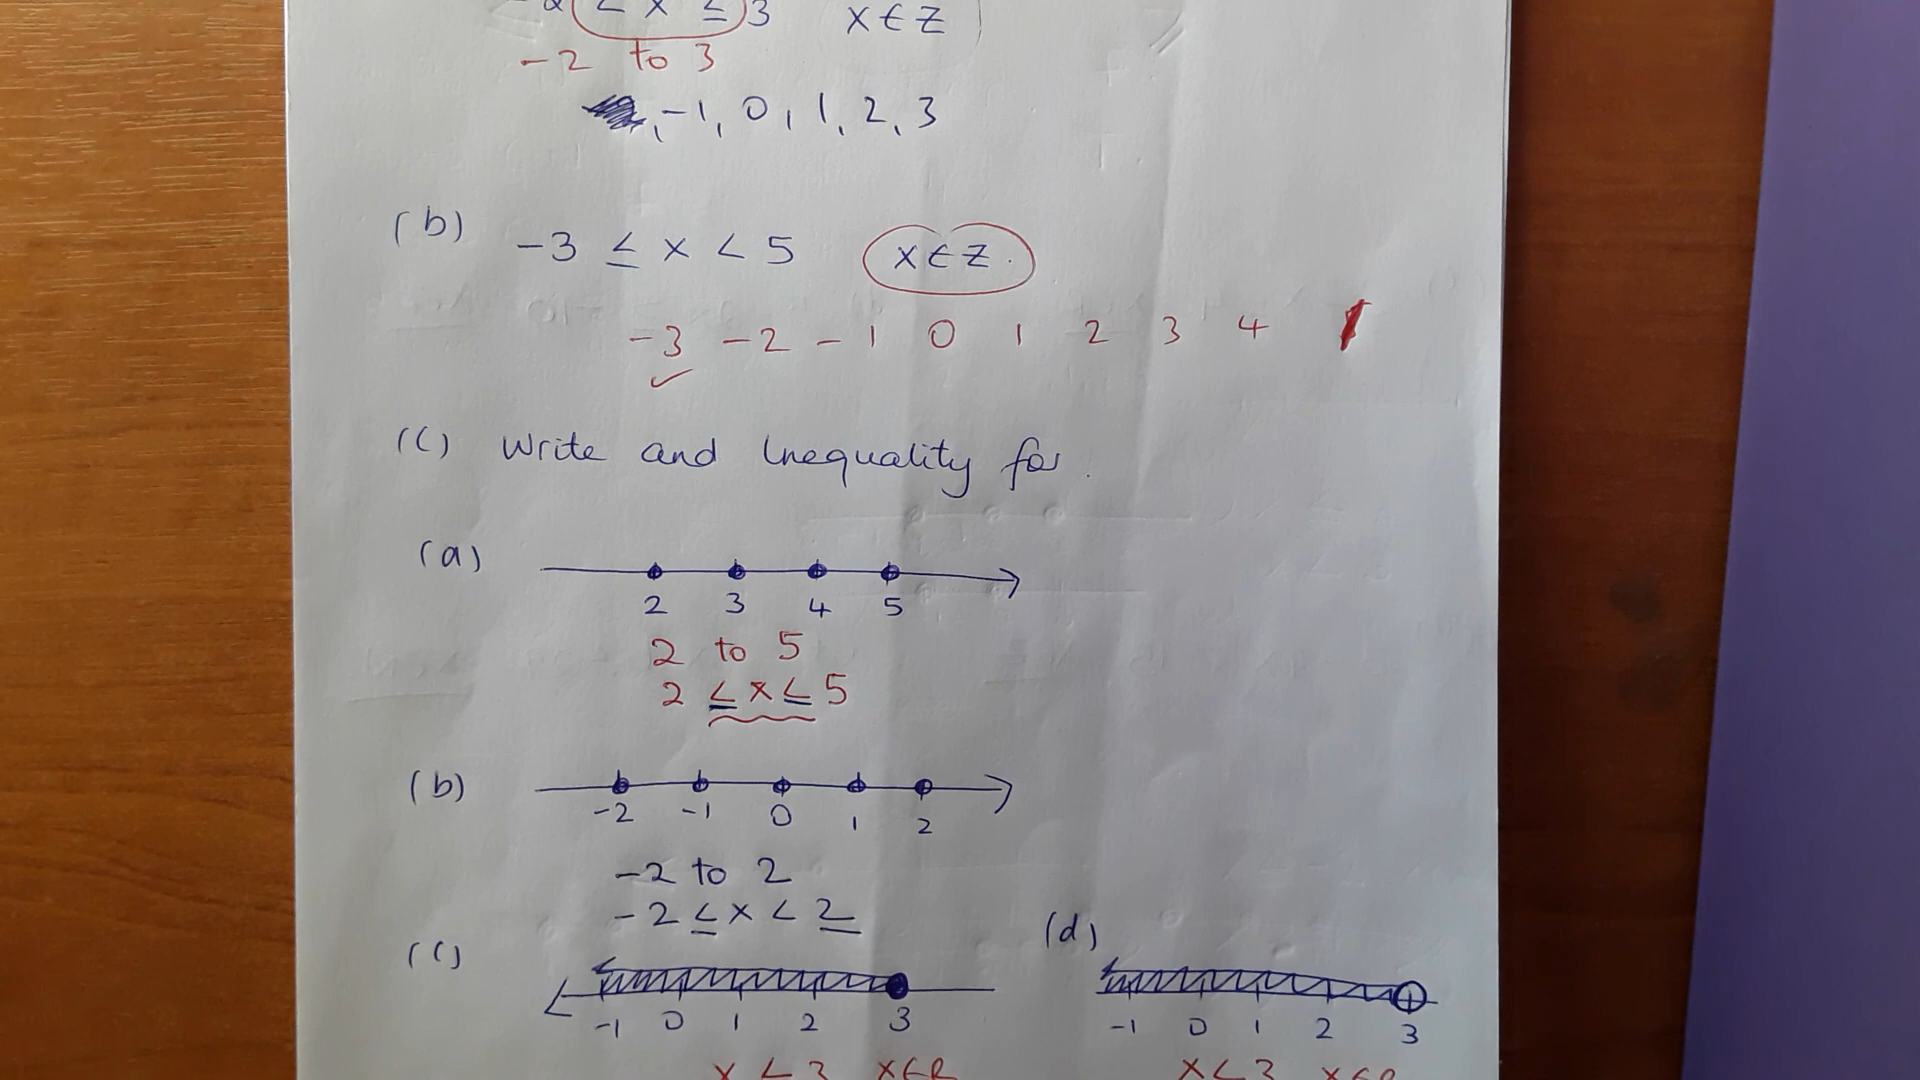 -2 < x ≤ 3 x ∈ Z
-2 to 3
, -1, 0, 1, 2, 3
(b) -3 ≤ x < 5 x ∈ Z.
-3 -2 -1 0 1 2 3 4
(c) Write and Inequality for.
(a)
2 3 4 5
2 to 5
2 ≤ x ≤ 5
(b)
-2 -1 0 1 2
-2 to 2
-2 ≤ x < 2
(c)
-1 0 1 2 3
(d)
-1 0 1 2 3
x < 3 x ∈ R